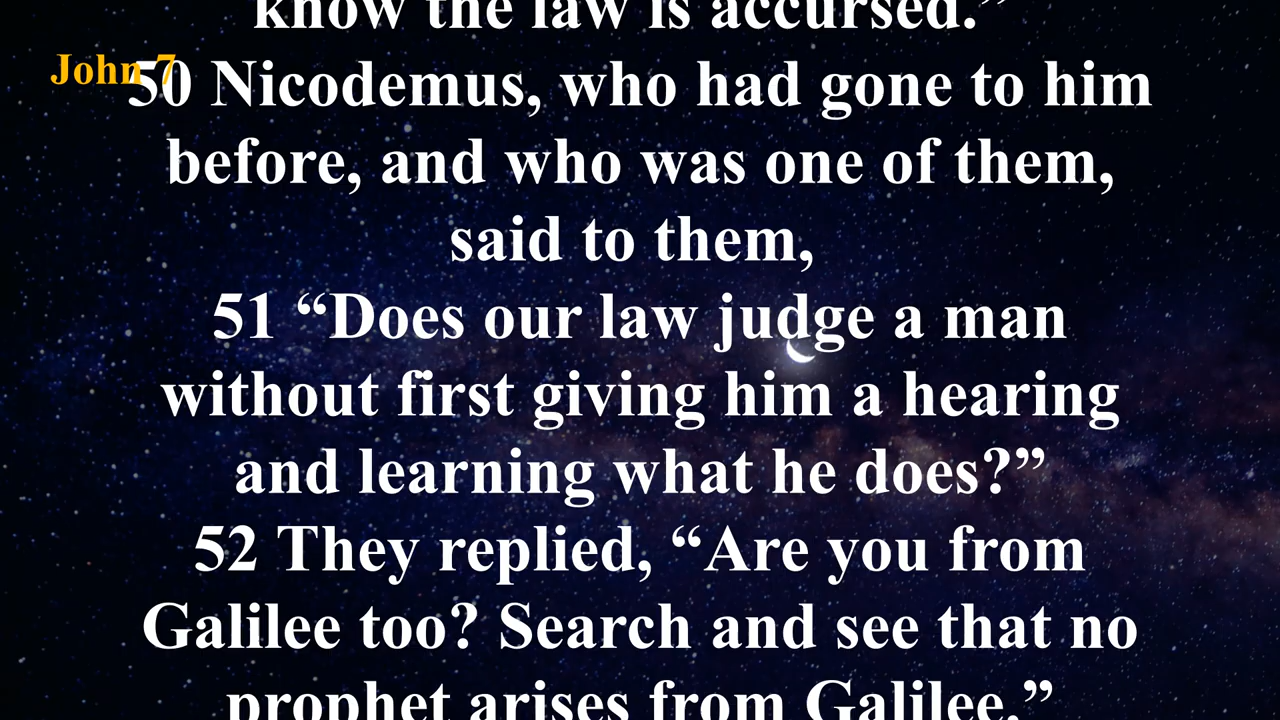 know the law is accursed.”
John 7
50 Nicodemus, who had gone to him
before, and who was one of them,
said to them,
51 “Does our law judge a man
without first giving him a hearing
and learning what he does?”
52 They replied, “Are you from
Galilee too? Search and see that no
prophet arises from Galilee.”